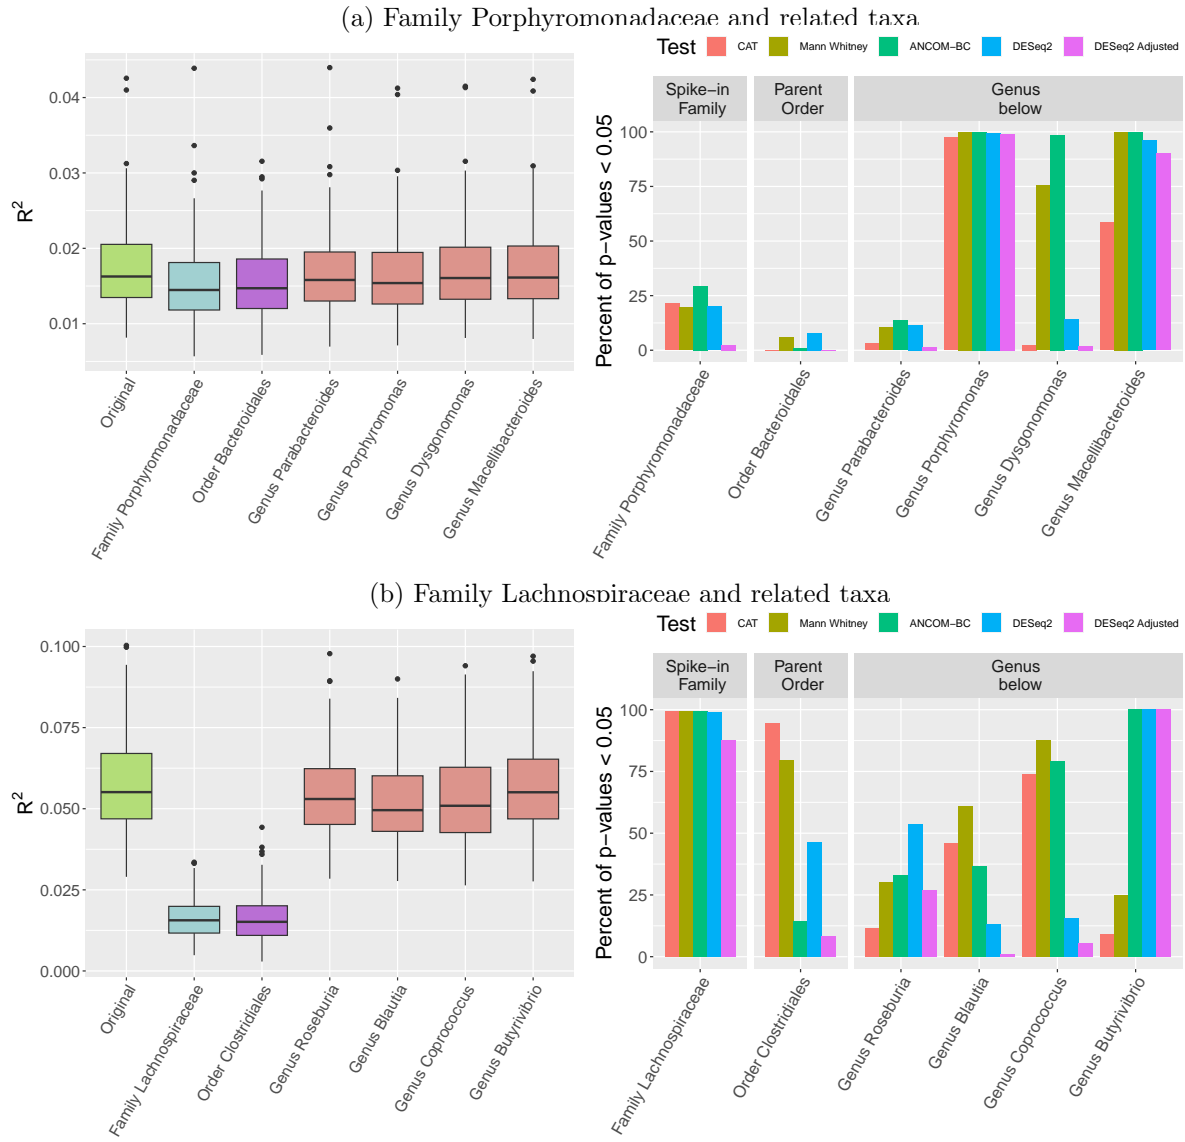 (a) Family Porphyromonadaceae and related taxa
R2
0.04
0.03
0.02
0.01
Original
Family Porphyromonadaceae
Order Bacteroidales
Genus Parabacteroides
Genus Porphyromonas
Genus Dysgonomonas
Genus Macellibacteroides
Test CAT Mann Whitney ANCOM−BC DESeq2 DESeq2 Adjusted
Spike−in Family
Parent Order
Genus below
Percent of p−values < 0.05
100
75
50
25
0
Family Porphyromonadaceae
Order Bacteroidales
Genus Parabacteroides
Genus Porphyromonas
Genus Dysgonomonas
Genus Macellibacteroides
(b) Family Lachnospiraceae and related taxa
R2
0.100
0.075
0.050
0.025
0.000
Original
Family Lachnospiraceae
Order Clostridiales
Genus Roseburia
Genus Blautia
Genus Coprococcus
Genus Butyrivibrio
Test CAT Mann Whitney ANCOM−BC DESeq2 DESeq2 Adjusted
Spike−in Family
Parent Order
Genus below
Percent of p−values < 0.05
100
75
50
25
0
Family Lachnospiraceae
Order Clostridiales
Genus Roseburia
Genus Blautia
Genus Coprococcus
Genus Butyrivibrio